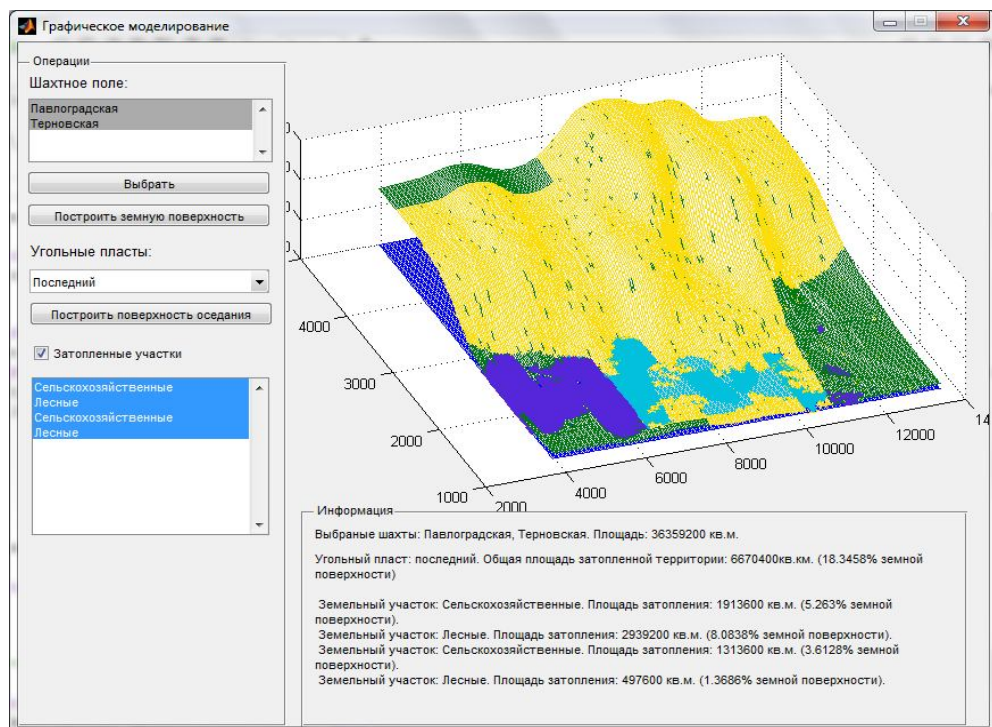 Графическое моделирование
Операции
Шахтное поле:
Павлоградская
Терновская
Выбрать
Построить земную поверхность
Угольные пласты:
Последний
Построить поверхность оседания
Затопленные участки
Сельскохозяйственные
Лесные
Сельскохозяйственные
Лесные
0
0
0
0
4000
3000
2000
1000
2000
4000
6000
8000
10000
12000
14
Информация
Выбраные шахты: Павлоградская, Терновская. Площадь: 36359200 кв.м.
Угольный пласт: последний. Общая площадь затопленной территории: 6670400кв.км. (18.3458% земной
поверхности)
Земельный участок: Сельскохозяйственные. Площадь затопления: 1913600 кв.м. (5.263% земной
поверхности).
Земельный участок: Лесные. Площадь затопления: 2939200 кв.м. (8.0838% земной поверхности).
Земельный участок: Сельскохозяйственные. Площадь затопления: 1313600 кв.м. (3.6128% земной
поверхности).
Земельный участок: Лесные. Площадь затопления: 497600 кв.м. (1.3686% земной поверхности).